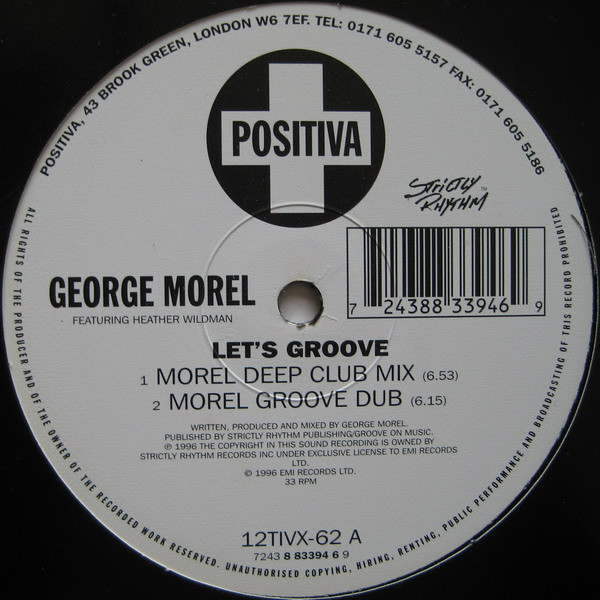 POSITIVA, 43 BROOK GREEN, LONDON W6 7EF. TEL: 0171 605 5157 FAX: 0171 605 5186
POSITIVA
STRICTLY
RHYTHM ™
7 24388 33946 9
GEORGE MOREL
FEATURING HEATHER WILDMAN
LET'S GROOVE
1 MOREL DEEP CLUB MIX (6.53)
2 MOREL GROOVE DUB (6.15)
WRITTEN, PRODUCED AND MIXED BY GEORGE MOREL.
PUBLISHED BY STRICTLY RHYTHM PUBLISHING/GROOVE ON MUSIC.
℗ 1996 THE COPYRIGHT IN THIS SOUND RECORDING IS OWNED BY
STRICTLY RHYTHM RECORDS INC UNDER EXCLUSIVE LICENSE TO EMI RECORDS
LTD.
© 1996 EMI RECORDS LTD.
33 RPM
12TIVX-62 A
7243 8 83394 6 9
ALL RIGHTS OF THE PRODUCER AND OF THE OWNER OF THE RECORDED WORK RESERVED. UNAUTHORISED COPYING, HIRING, RENTING, PUBLIC PERFORMANCE AND BROADCASTING OF THIS RECORD PROHIBITED